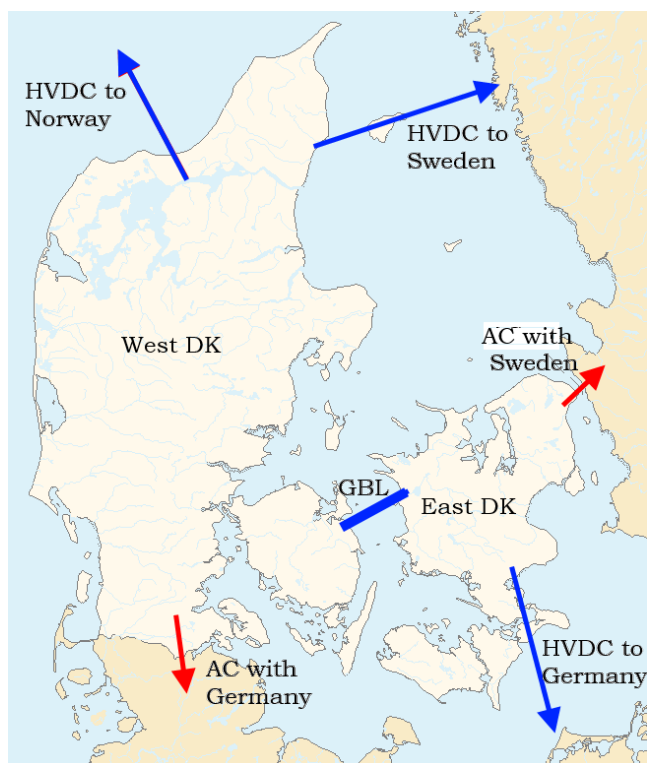 HVDC to
Norway
HVDC to
Sweden
West DK
AC with
Sweden
GBL
East DK
HVDC to
Germany
AC with
Germany